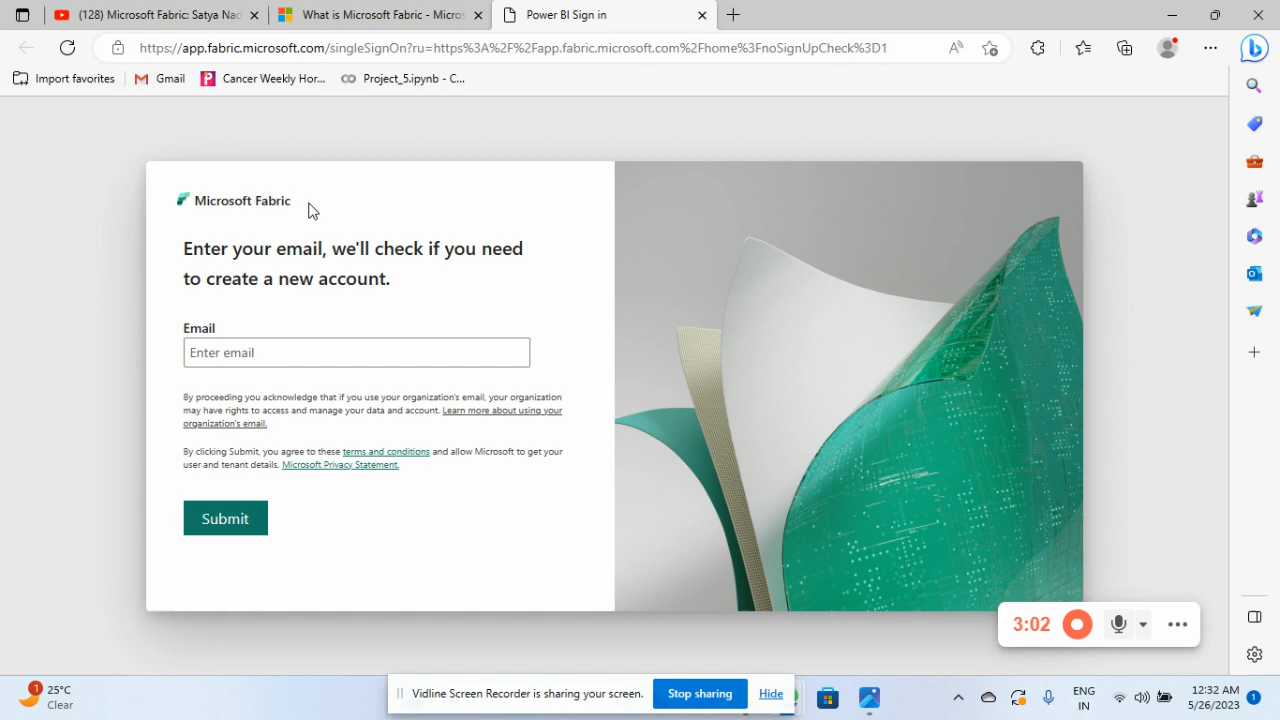 (128) Microsoft Fabric: Satya Nad
What is Microsoft Fabric - Micros
Power BI Sign in
https://app.fabric.microsoft.com/singleSignOn?ru=https%3A%2F%2Fapp.fabric.microsoft.com%2Fhome%3FnoSignUpCheck%3D1
Import favorites
Gmail
Cancer Weekly Hor...
Project_5.ipynb - C...
Microsoft Fabric
Enter your email, we'll check if you need
to create a new account.
Email
Enter email
By proceeding you acknowledge that if you use your organization's email, your organization
may have rights to access and manage your data and account. Learn more about using your
organization's email.
By clicking Submit, you agree to these terms and conditions and allow Microsoft to get your
user and tenant details. Microsoft Privacy Statement.
Submit
3:02
1
25°C
Clear
Vidline Screen Recorder is sharing your screen.
Stop sharing
Hide
ENG
IN
12:32 AM
5/26/2023
1